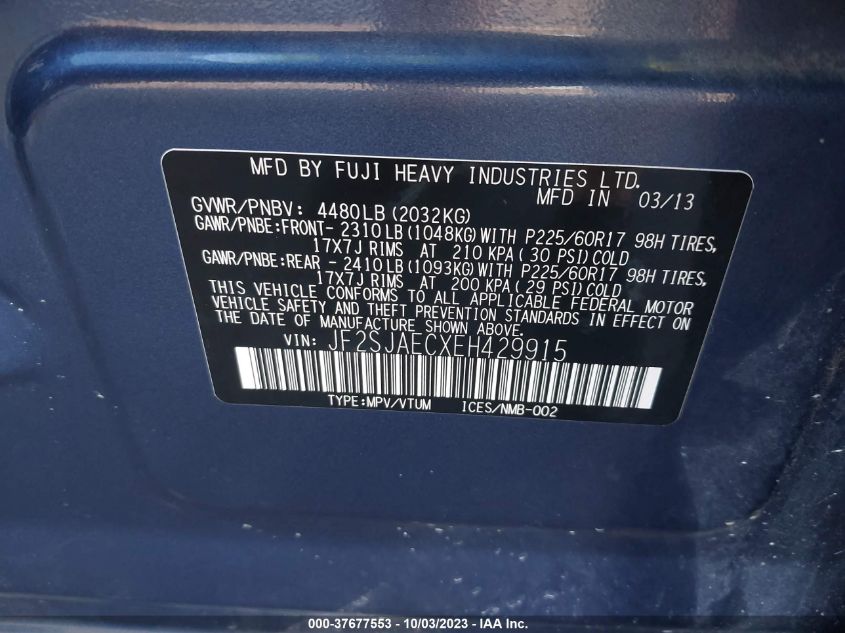 MFD BY FUJI HEAVY INDUSTRIES LTD.
MFD IN 03/13
GVWR/PNBV: 4480LB(2032KG)
GAWR/PNBE:FRONT- 2310LB(1048KG)WITH P225/60R17 98H TIRES,
17X7J RIMS AT 210 KPA( 30 PSI)COLD
GAWR/PNBE:REAR - 2410LB(1093KG)WITH P225/60R17 98H TIRES,
17X7J RIMS AT 200 KPA( 29 PSI)COLD
THIS VEHICLE CONFORMS TO ALL APPLICABLE FEDERAL MOTOR
VEHICLE SAFETY AND THEFT PREVENTION STANDARDS IN EFFECT ON
THE DATE OF MANUFACTURE SHOWN ABOVE.
VIN: JF2SJAECXEH429915
TYPE:MPV/VTUM ICES/NMB-002
000-37677553 - 10/03/2023 - IAA Inc.